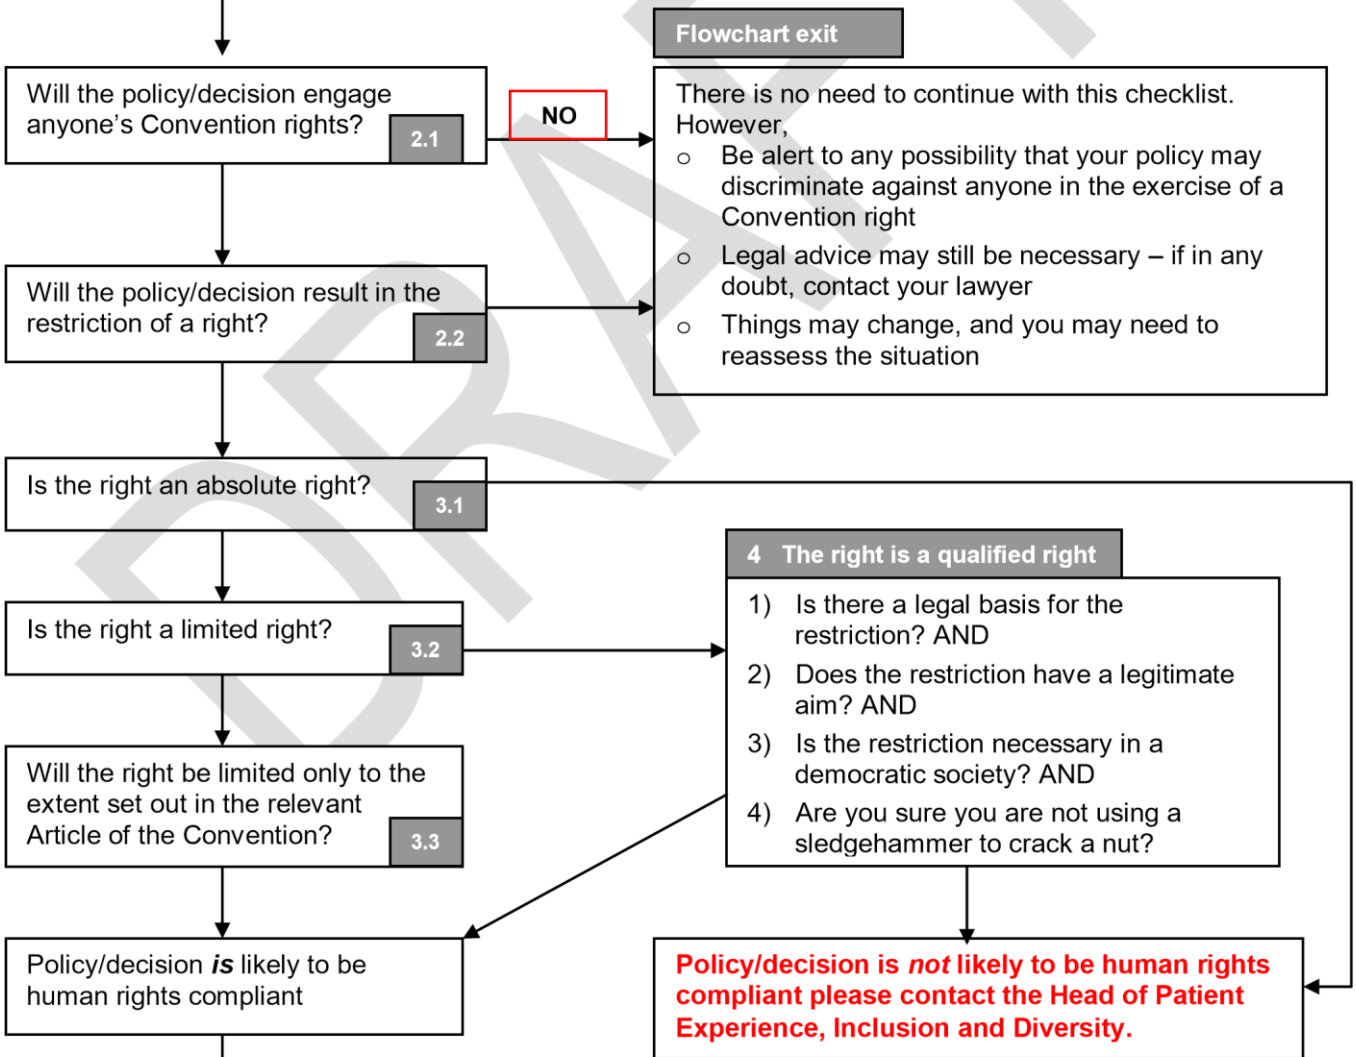 Flowchart exit
Will the policy/decision engage
anyone’s Convention rights?
2.1
NO
There is no need to continue with this checklist.
However,
o Be alert to any possibility that your policy may
discriminate against anyone in the exercise of a
Convention right
o Legal advice may still be necessary – if in any
doubt, contact your lawyer
o Things may change, and you may need to
reassess the situation
Will the policy/decision result in the
restriction of a right?
2.2
Is the right an absolute right?
3.1
4 The right is a qualified right
1) Is there a legal basis for the
restriction? AND
2) Does the restriction have a legitimate
aim? AND
3) Is the restriction necessary in a
democratic society? AND
4) Are you sure you are not using a
sledgehammer to crack a nut?
Is the right a limited right?
3.2
Will the right be limited only to the
extent set out in the relevant
Article of the Convention?
3.3
Policy/decision is likely to be
human rights compliant
Policy/decision is not likely to be human rights
compliant please contact the Head of Patient
Experience, Inclusion and Diversity.
DRAFT